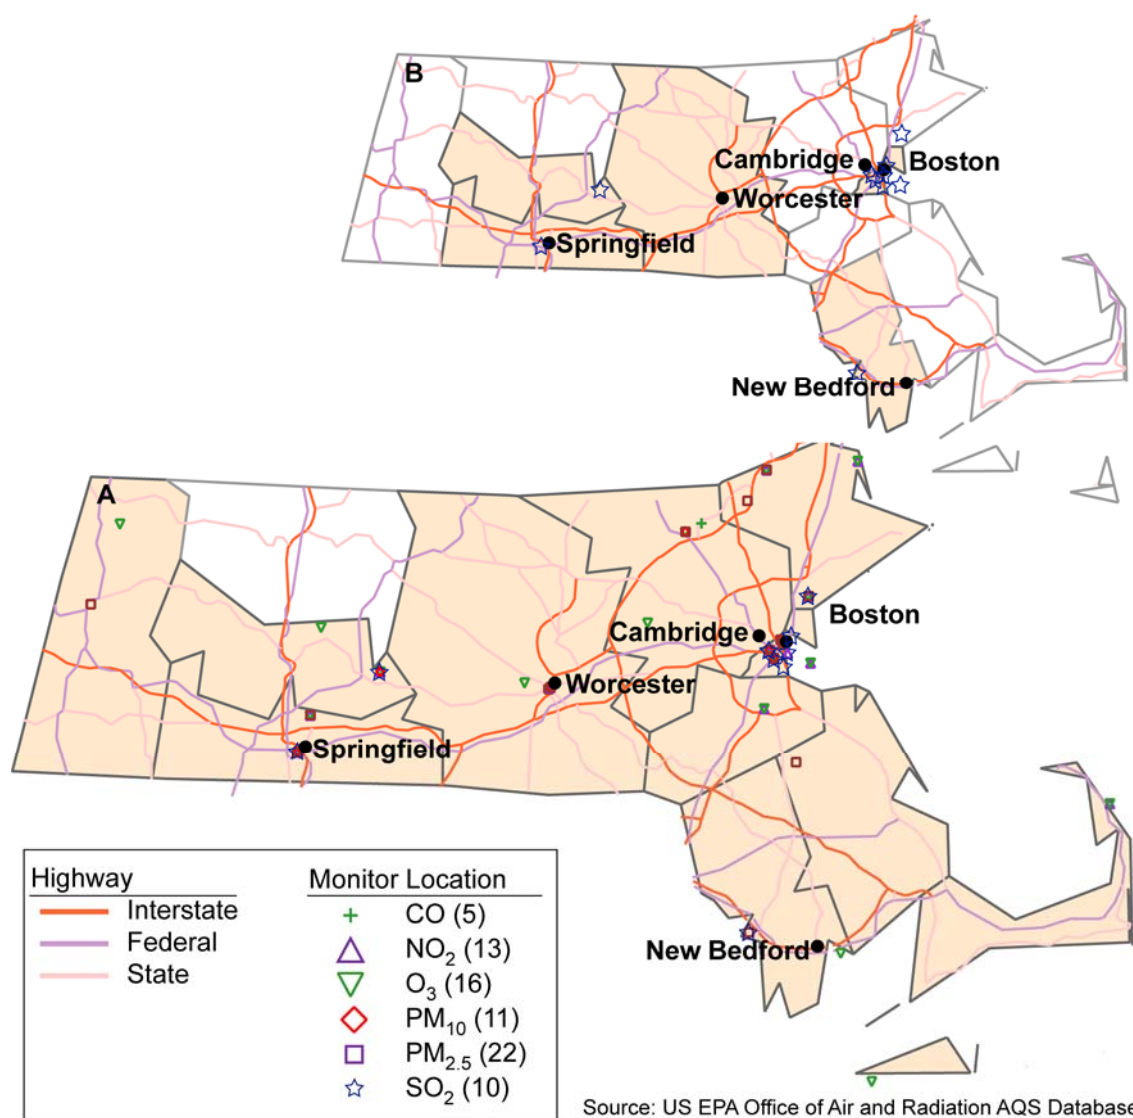 B
Cambridge
Boston
Worcester
Springfield
New Bedford
A
Boston
Cambridge
Worcester
Springfield
New Bedford
Highway
Interstate
Federal
State
Monitor Location
CO (5)
NO₂ (13)
O₃ (16)
PM₁₀ (11)
PM₂.₅ (22)
SO₂ (10)
Source: US EPA Office of Air and Radiation AQS Database